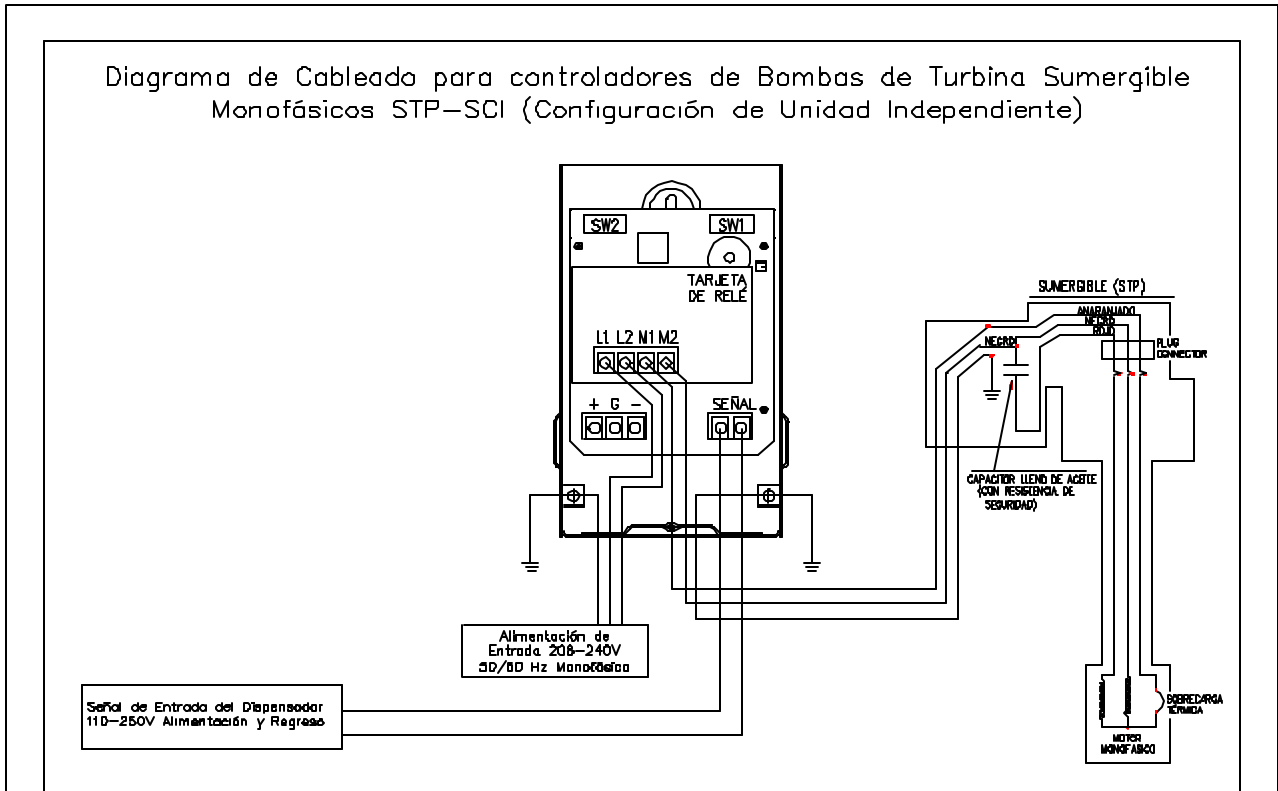 Diagrama de Cableado para controladores de Bombas de Turbina Sumergible
Monofásicos STP-SCI (Configuración de Unidad Independiente)
SW2
SW1
TARJETA
DE RELÉ
L1 L2 M1 M2
+ G -
SEÑAL
SUMERGIBLE (STP)
ANARANJADO
NEGRO
ROJO
NEGRO
PLUG
CONNECTOR
CAPACITOR LLENO DE ACEITE
(CON RESISTENCIA DE
SEGURIDAD)
Alimentación de
Entrada 208-240V
50/60 Hz Monofásico
Señal de Entrada del Dispensador
110-250V Alimentación y Regreso
SOBRECARGA
TÉRMICA
MOTOR
MONOFASICO